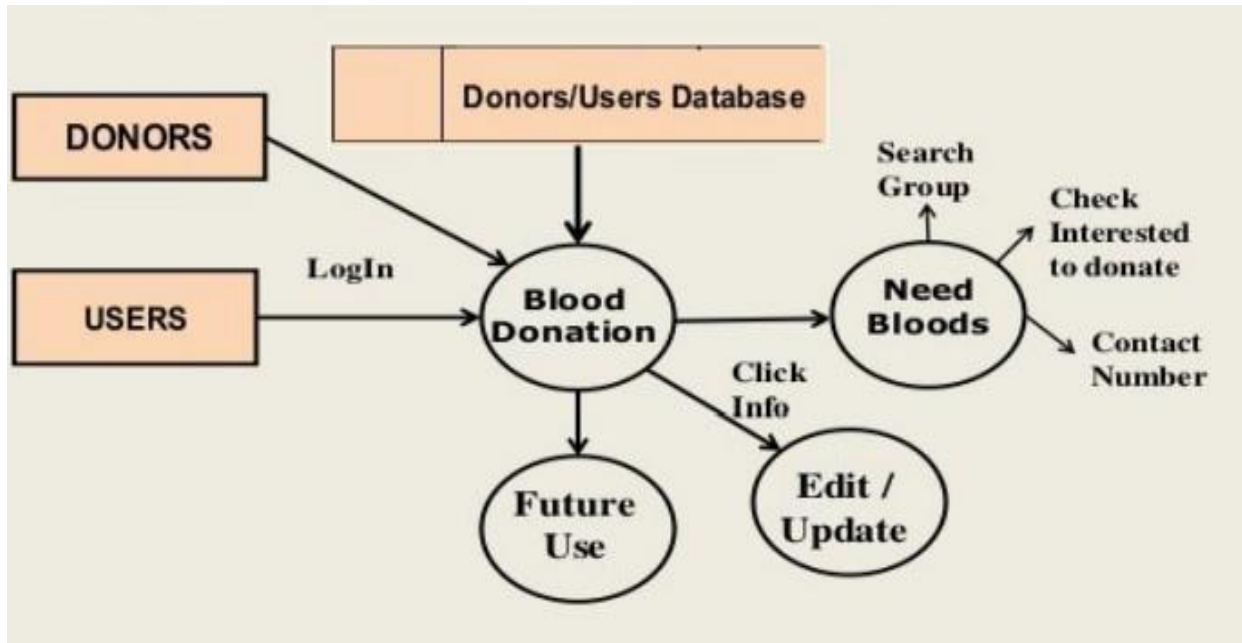 Donors/Users Database
DONORS
Search
Group
Check
Interested
to donate
LogIn
USERS
Blood
Donation
Need
Bloods
Contact
Number
Click
Info
Future
Use
Edit /
Update